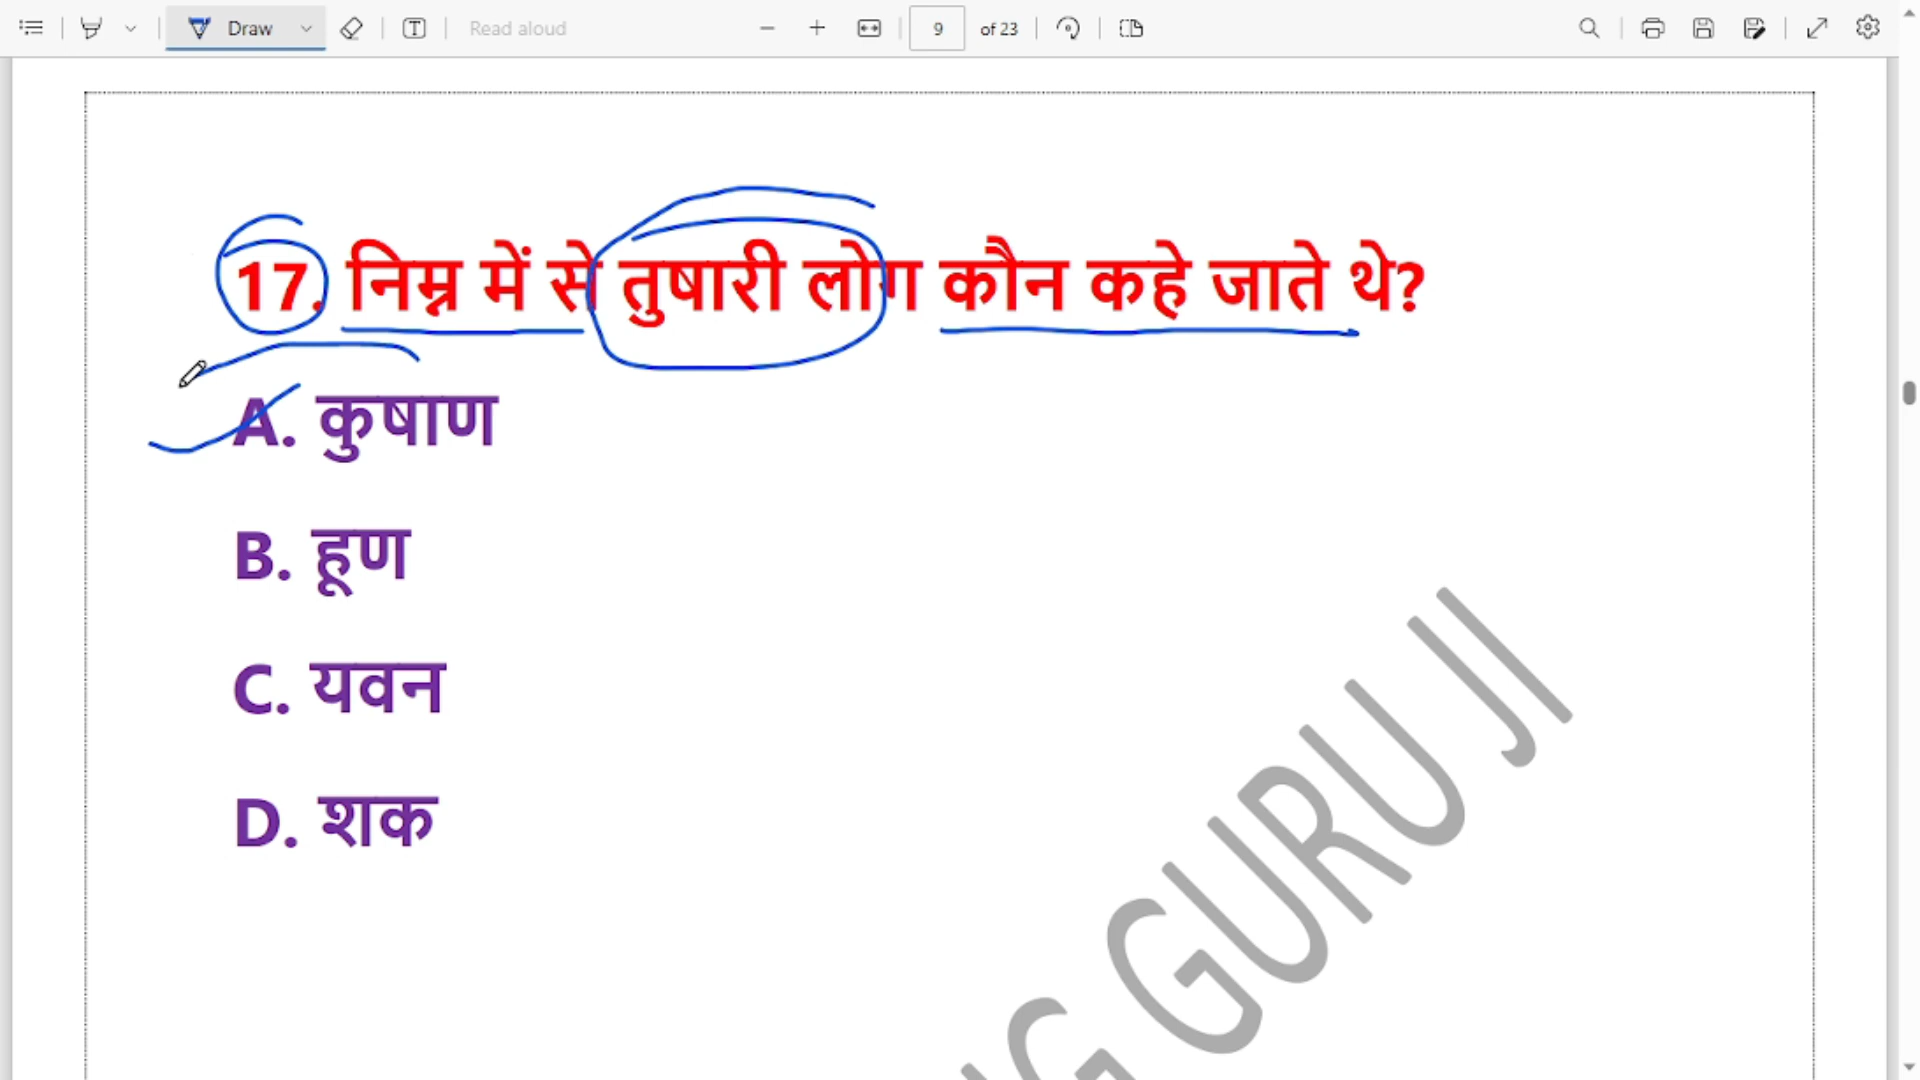 Draw
Read aloud
9 of 23
17. निम्न में से तुषारी लोग कौन कहे जाते थे?
A. कुषाण
B. हूण
C. यवन
D. शक
G GURU JI